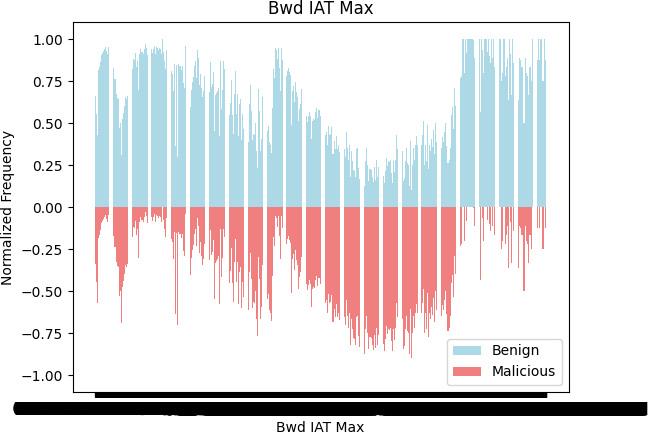 Bwd IAT Max
Normalized Frequency
1.00
0.75
0.50
0.25
0.00
−0.25
−0.50
−0.75
−1.00
Benign
Malicious
Bwd IAT Max